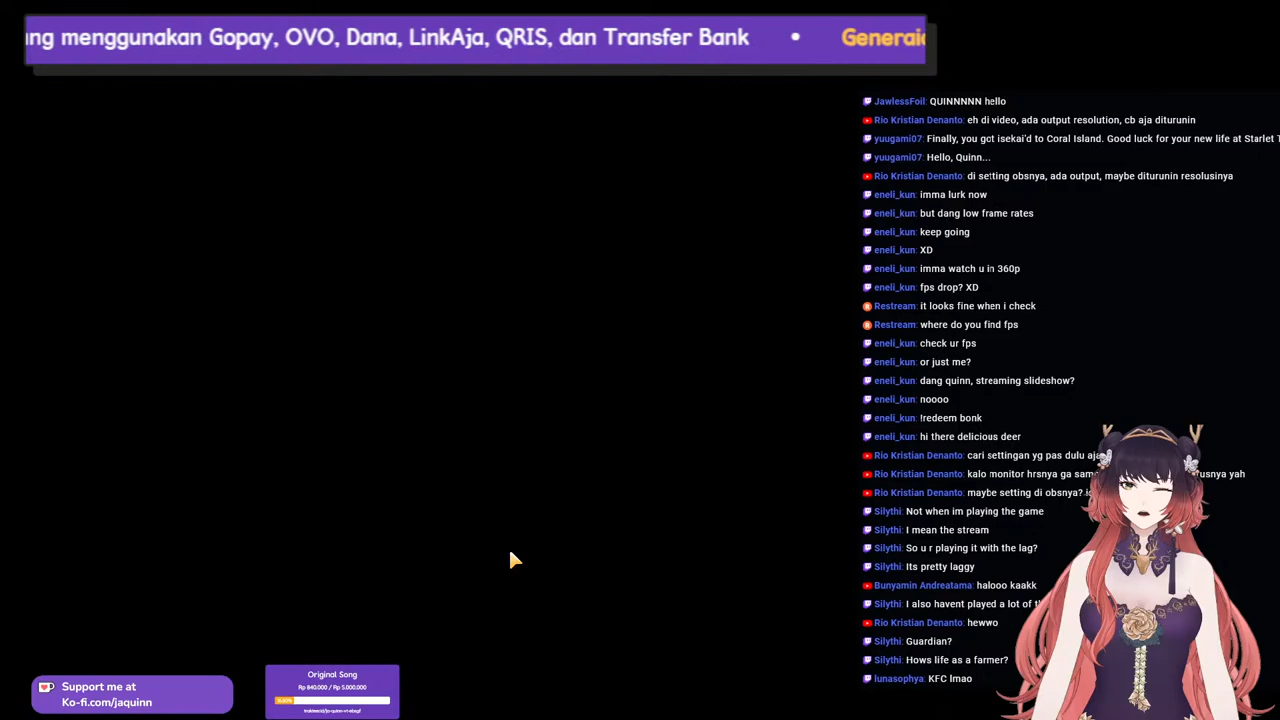 menggunakan Gopay, OVO, Dana, LinkAja, QRIS, dan Transfer Bank •
JawlessFoil: QUINNNNN hello
Rio Kristian Denanto: eh di video, ada output resolution, cb aja diturunin
yuugami07: Finally, you got isekai'd to Coral Island. Good luck for your new life at Starlet
yuugami07: Hello, Quinn...
Rio Kristian Denanto: di setting obsnya, ada output, maybe diturunin resolusinya
eneli_kun: imma lurk now
eneli_kun: but dang low frame rates
eneli_kun: keep going
eneli_kun: XD
eneli_kun: imma watch u in 360p
eneli_kun: fps drop? XD
Restream: it looks fine when i check
Restream: where do you find fps
eneli_kun: check ur fps
eneli_kun: or just me?
eneli_kun: dang quinn, streaming slideshow?
eneli_kun: noooo
eneli_kun: !redeem bonk
eneli_kun: hi there delicious deer
Rio Kristian Denanto: cari settingan yg pas dulu aja
Rio Kristian Denanto: kalo monitor hrsnya ga yah
Rio Kristian Denanto: maybe setting di obsnya?
Silythi: Not when im playing the game
Silythi: I mean the stream
Silythi: So u r playing it with the lag?
Silythi: Its pretty laggy
Bunyamin Andreatama: halooo kaakk
Silythi: I also havent played a lot of
Rio Kristian Denanto: hewwo
Silythi: Guardian?
Silythi: Hows life as a farmer?
lunasophya: KFC lmao
Support me at
Ko-fi.com/jaquinn
Original Song
Rp 840.000 / Rp 5.000.000